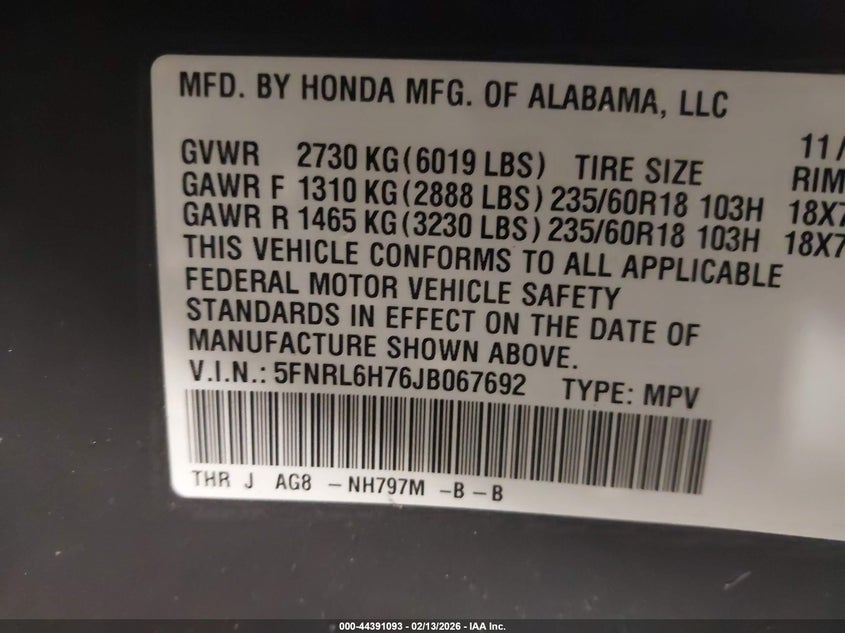 MFD. BY HONDA MFG. OF ALABAMA, LLC
11/
GVWR 2730 KG (6019 LBS) TIRE SIZE RIM
GAWR F 1310 KG (2888 LBS) 235/60R18 103H 18X7
GAWR R 1465 KG (3230 LBS) 235/60R18 103H 18X7
THIS VEHICLE CONFORMS TO ALL APPLICABLE
FEDERAL MOTOR VEHICLE SAFETY
STANDARDS IN EFFECT ON THE DATE OF
MANUFACTURE SHOWN ABOVE.
V.I.N.: 5FNRL6H76JB067692 TYPE: MPV
THR J AG8 -NH797M -B-B
000-44391093 - 02/13/2026 - IAA Inc.